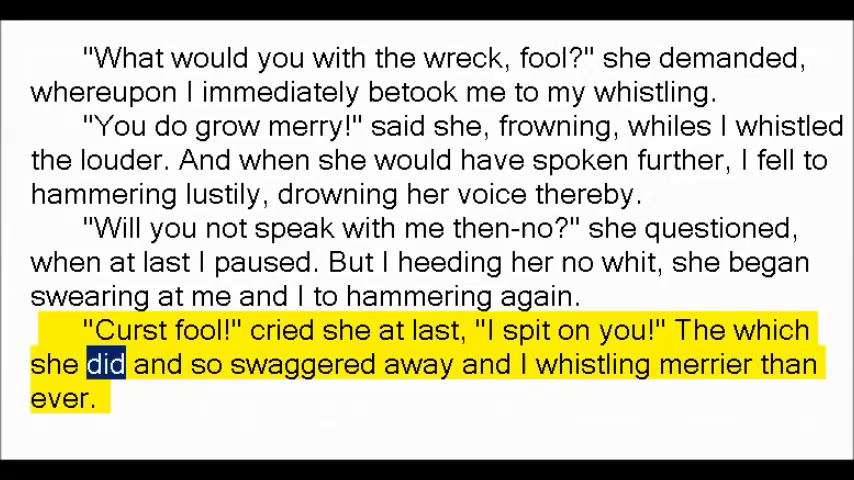 "What would you with the wreck, fool?" she demanded,
whereupon I immediately betook me to my whistling.
"You do grow merry!" said she, frowning, whiles I whistled
the louder. And when she would have spoken further, I fell to
hammering lustily, drowning her voice thereby.
"Will you not speak with me then-no?" she questioned,
when at last I paused. But I heeding her no whit, she began
swearing at me and I to hammering again.
"Curst fool!" cried she at last, "I spit on you!" The which
she did and so swaggered away and I whistling merrier than
ever.